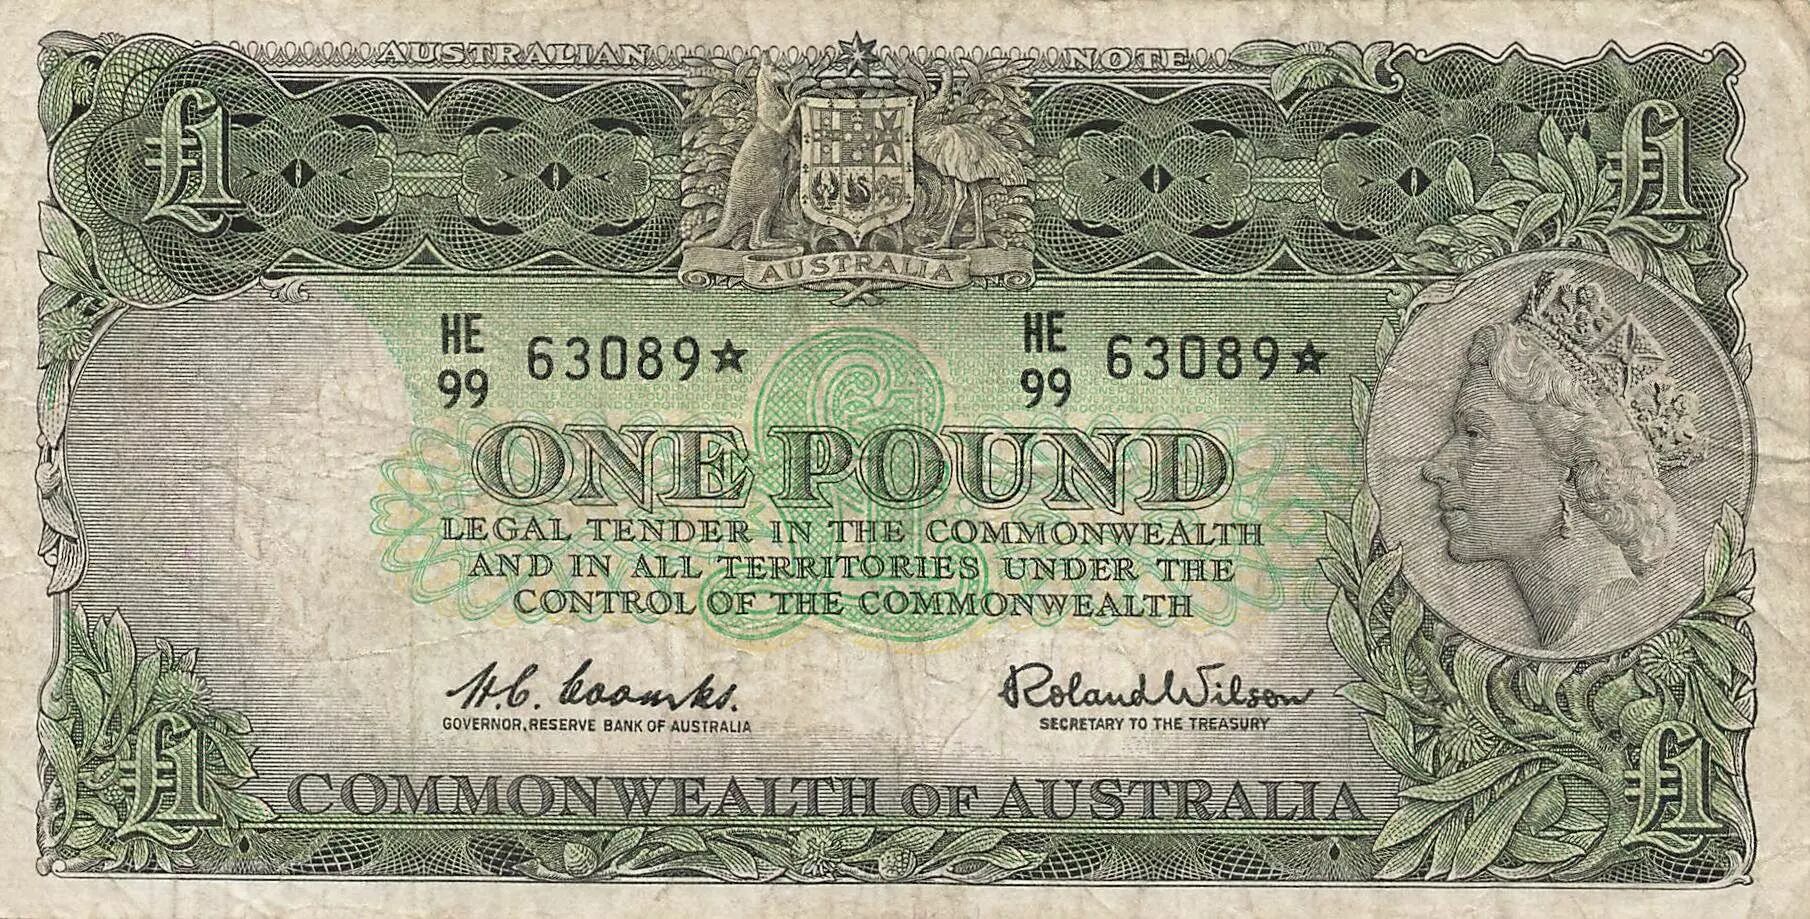 AUSTRALIAN NOTE
£1 £1
AUSTRALIA
HE 99 63089★ HE 99 63089★
ONE POUND
LEGAL TENDER IN THE COMMONWEALTH
AND IN ALL TERRITORIES UNDER THE
CONTROL OF THE COMMONWEALTH
H.C. Coombs. Roland Wilson
GOVERNOR, RESERVE BANK OF AUSTRALIA SECRETARY TO THE TREASURY
£1 £1
COMMONWEALTH OF AUSTRALIA